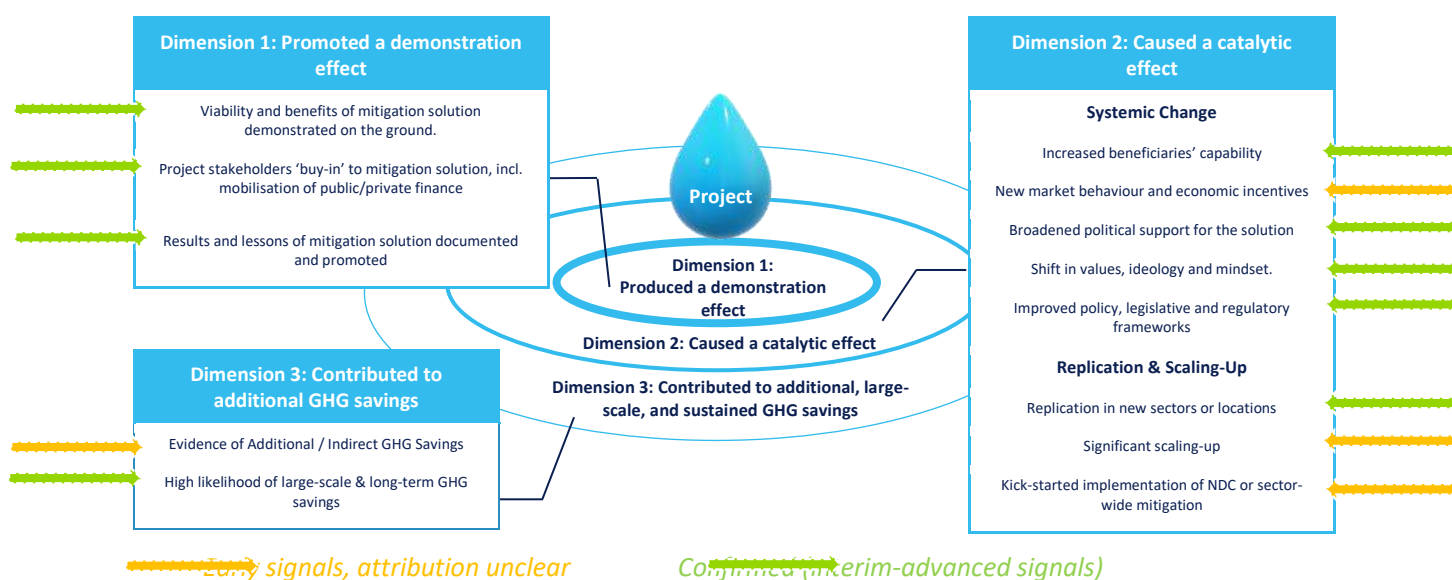 Dimension 1: Promoted a demonstration
effect
Viability and benefits of mitigation solution
demonstrated on the ground.
Project stakeholders ‘buy-in’ to mitigation solution, incl.
mobilisation of public/private finance
Results and lessons of mitigation solution documented
and promoted
Dimension 3: Contributed to
additional GHG savings
Evidence of Additional / Indirect GHG Savings
High likelihood of large-scale & long-term GHG
savings
Project
Dimension 1:
Produced a demonstration
effect
Dimension 2: Caused a catalytic effect
Dimension 3: Contributed to additional, large-
scale, and sustained GHG savings
Dimension 2: Caused a catalytic
effect
Systemic Change
Increased beneficiaries’ capability
New market behaviour and economic incentives
Broadened political support for the solution
Shift in values, ideology and mindset.
Improved policy, legislative and regulatory
frameworks
Replication & Scaling-Up
Replication in new sectors or locations
Significant scaling-up
Kick-started implementation of NDC or sector-
wide mitigation
Early signals, attribution unclear
Confirmed (interim-advanced signals)